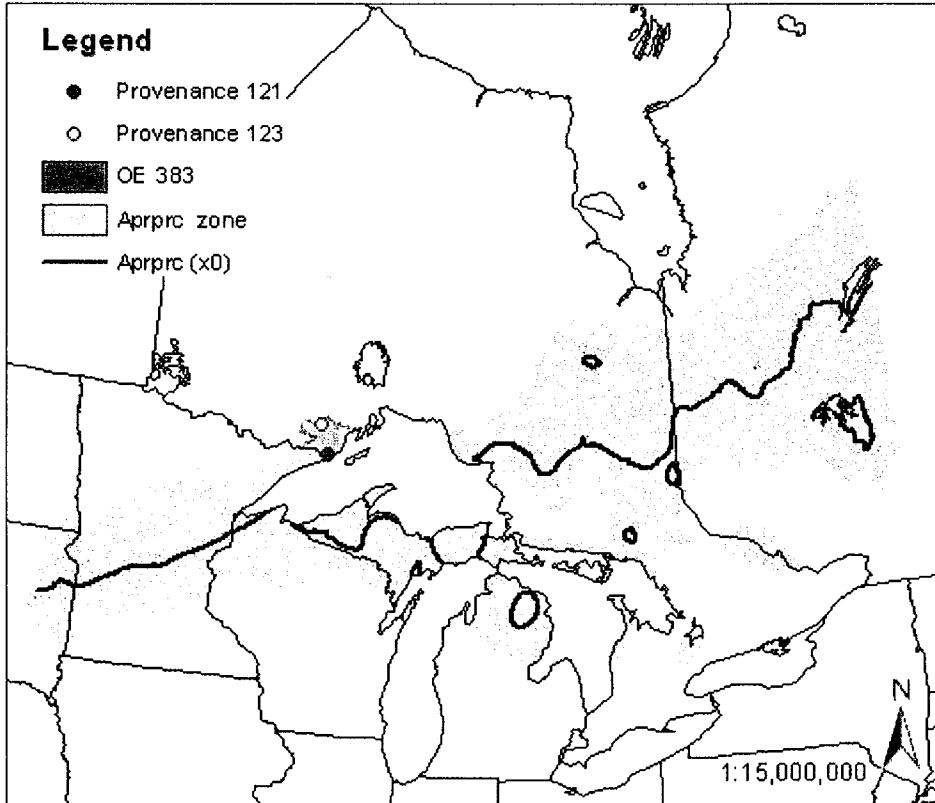 Legend
Provenance 121
Provenance 123
OE 383
Aprprc zone
Aprprc (x0)
N
1:15,000,000